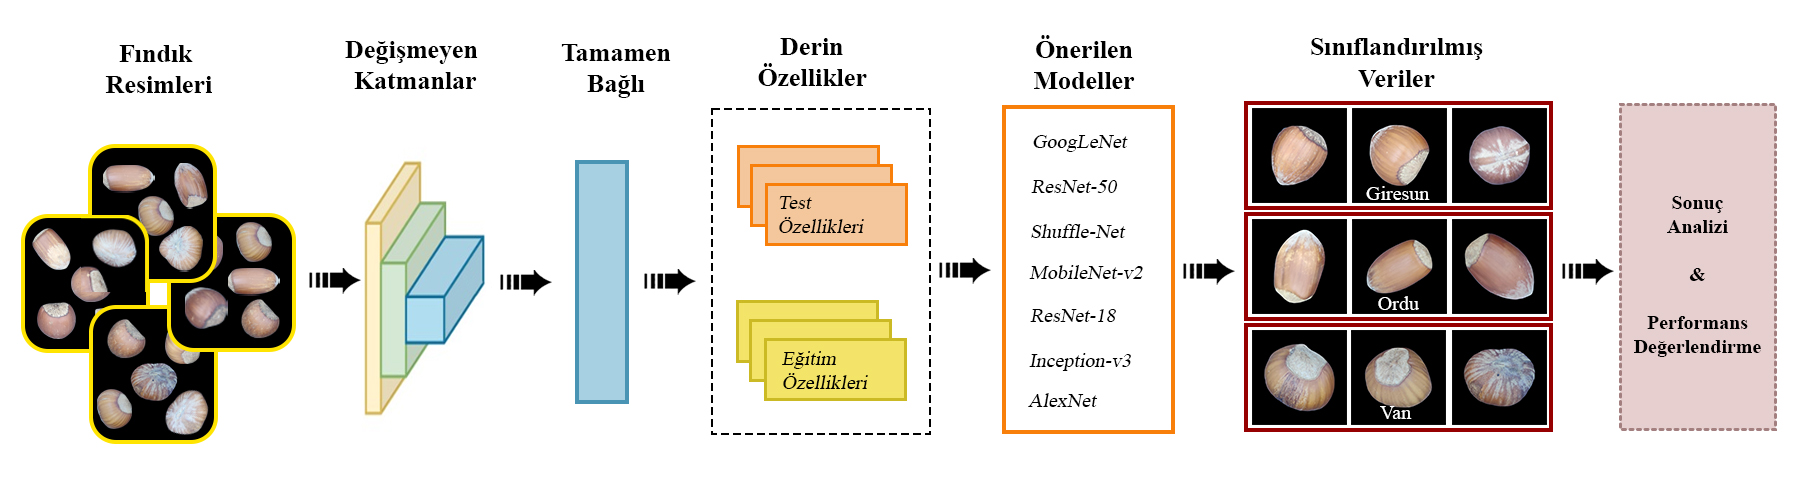 Fındık
Resimleri
Değişmeyen
Katmanlar
Tamamen
Bağlı
Derin
Özellikler
Test
Özellikleri
Eğitim
Özellikleri
Önerilen
Modeller
GoogLeNet
ResNet-50
Shuffle-Net
MobileNet-v2
ResNet-18
Inception-v3
AlexNet
Sınıflandırılmış
Veriler
Giresun
Ordu
Van
Sonuç
Analizi
&
Performans
Değerlendirme